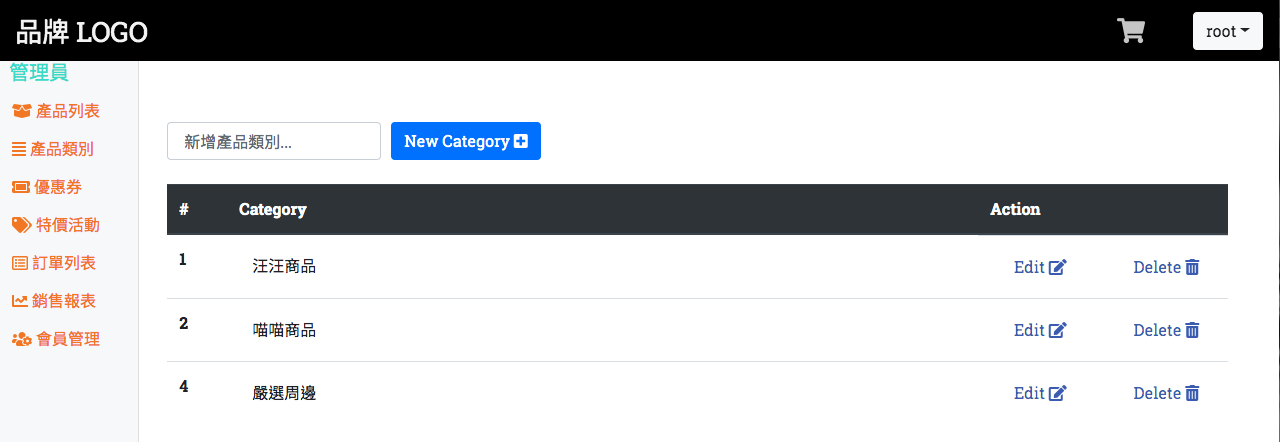 品牌 LOGO
root
管理員
產品列表
產品類別
優惠券
特價活動
訂單列表
銷售報表
會員管理
新增產品類別...
New Category
# Category Action
1 汪汪商品 Edit Delete
2 喵喵商品 Edit Delete
4 嚴選周邊 Edit Delete